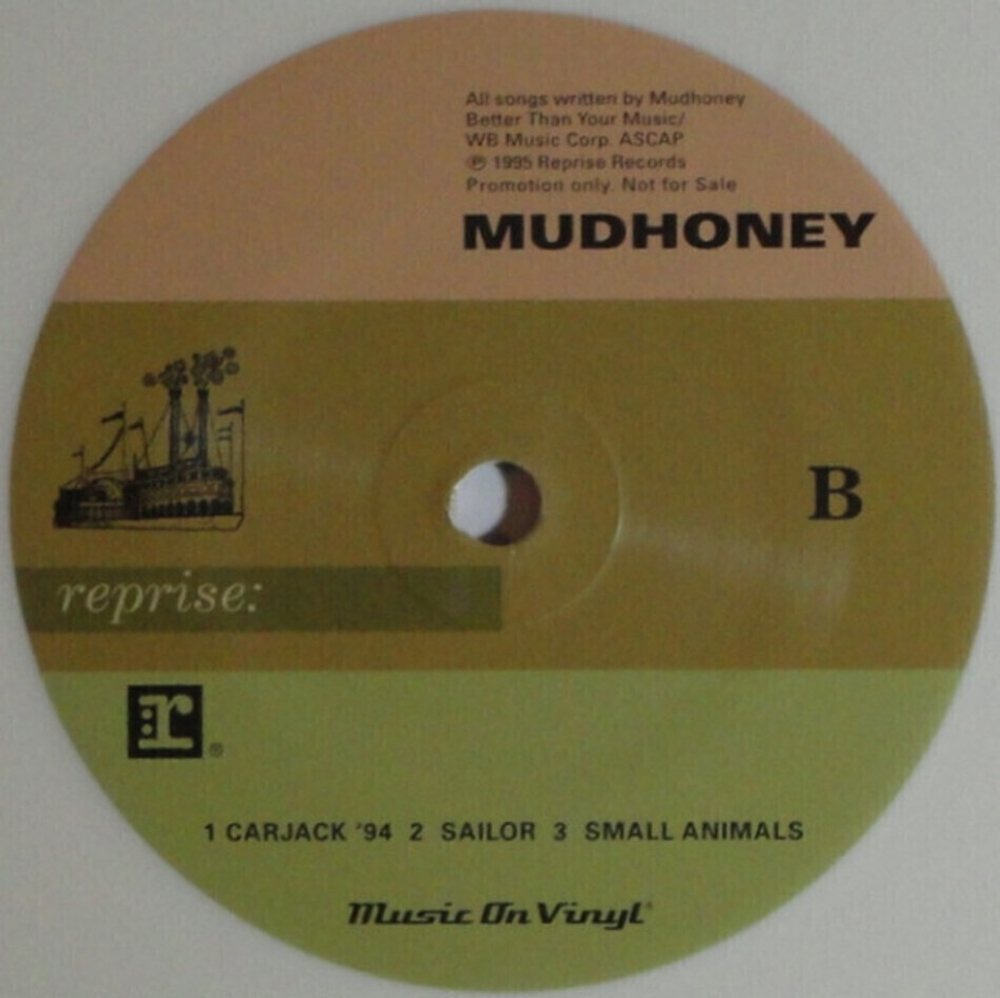 All songs written by Mudhoney
Better Than Your Music/
WB Music Corp. ASCAP
℗ 1995 Reprise Records
Promotion only. Not for Sale
MUDHONEY
B
reprise:
:r ®
1 CARJACK '94 2 SAILOR 3 SMALL ANIMALS
Music On Vinyl®